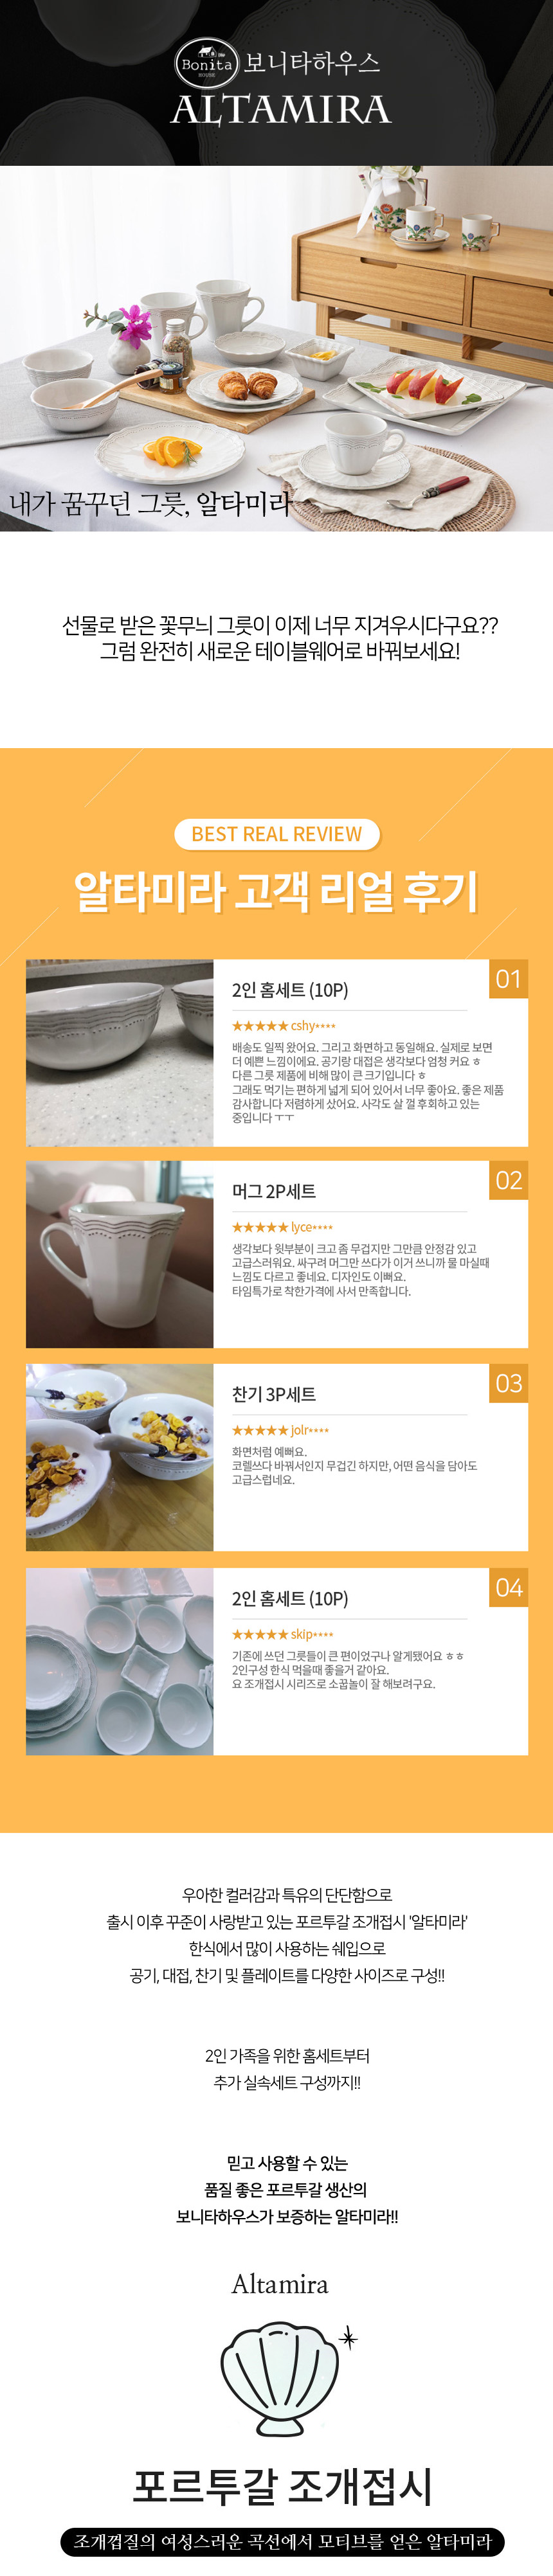 Bonita
HOUSE
보니타하우스
ALTAMIRA
내가 꿈꾸던 그릇, 알타미라
선물로 받은 꽃무늬 그릇이 이제 너무 지겨우시다구요??
그럼 완전히 새로운 테이블웨어로 바꿔보세요!
BEST REAL REVIEW
알타미라 고객 리얼 후기
01
2인 홈세트 (10P)
★★★★★ cshy****
배송도 일찍 왔어요. 그리고 화면하고 동일해요. 실제로 보면
더 예쁜 느낌이에요. 공기랑 대접은 생각보다 엄청 커요 ㅎ
다른 그릇 제품에 비해 많이 큰 크기입니다 ㅎ
그래도 먹기는 편하게 넓게 되어 있어서 너무 좋아요. 좋은 제품
감사합니다 저렴하게 샀어요. 사각도 살 껄 후회하고 있는
중입니다 ㅜㅜ
02
머그 2P세트
★★★★★ lyce****
생각보다 윗부분이 크고 좀 무겁지만 그만큼 안정감 있고
고급스러워요. 싸구려 머그만 쓰다가 이거 쓰니까 물 마실때
느낌도 다르고 좋네요. 디자인도 이뻐요.
타임특가로 착한가격에 사서 만족합니다.
03
찬기 3P세트
★★★★★ jolr****
화면처럼 예뻐요.
코렐쓰다 바꿔서인지 무겁긴 하지만, 어떤 음식을 담아도
고급스럽네요.
04
2인 홈세트 (10P)
★★★★★ skip****
기존에 쓰던 그릇들이 큰 편이었구나 알게됐어요 ㅎㅎ
2인구성 한식 먹을때 좋을거 같아요.
요 조개접시 시리즈로 소꿉놀이 잘 해보려구요.
우아한 컬러감과 특유의 단단함으로
출시 이후 꾸준이 사랑받고 있는 포르투갈 조개접시 '알타미라'
한식에서 많이 사용하는 쉐입으로
공기, 대접, 찬기 및 플레이트를 다양한 사이즈로 구성!!
2인 가족을 위한 홈세트부터
추가 실속세트 구성까지!!
믿고 사용할 수 있는
품질 좋은 포르투갈 생산의
보니타하우스가 보증하는 알타미라!!
Altamira
포르투갈 조개접시
조개껍질의 여성스러운 곡선에서 모티브를 얻은 알타미라